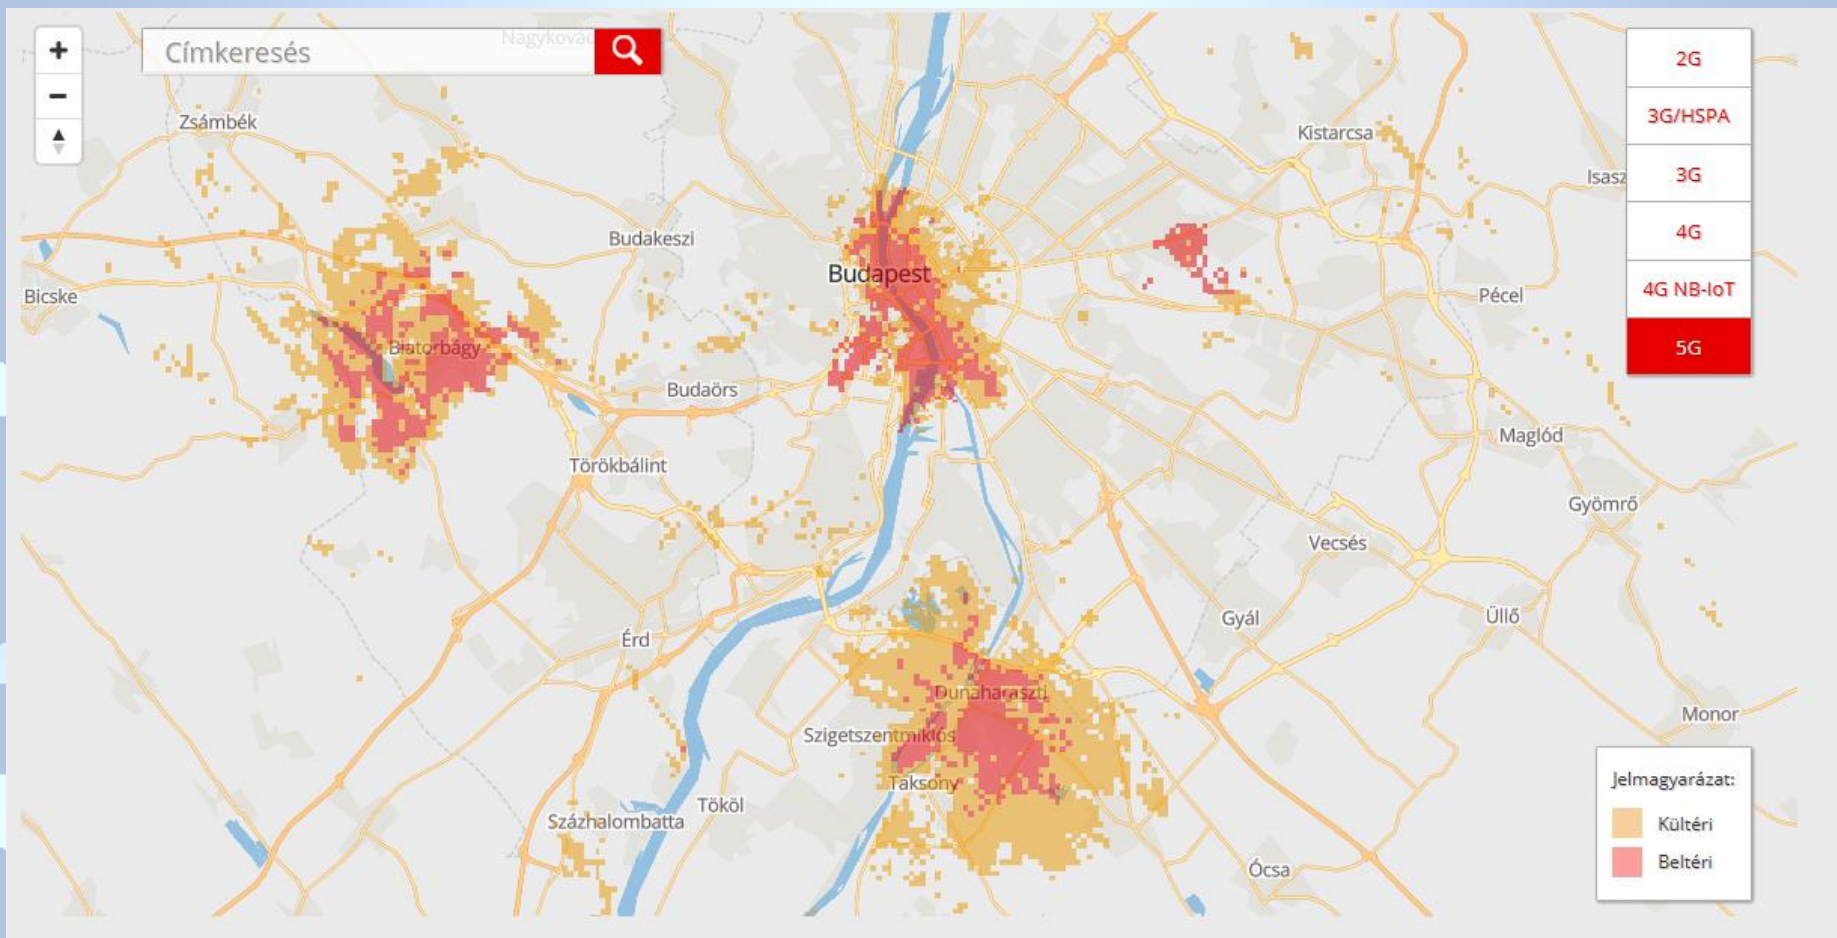 +
Címkeresés
Nagykovác
−
2G
3G/HSPA
3G
4G
4G NB-IoT
5G
Zsámbék
Kistarcsa
Isasz
Budakeszi
Budapest
Bicske
Pécel
Biatorbágy
Budaörs
Maglód
Törökbálint
Gyömrő
Vecsés
Gyál
Üllő
Érd
Dunaharaszti
Monor
Szigetszentmiklós
Taksony
Tököl
Százhalombatta
Ócsa
Jelmagyarázat:
Kültéri
Beltéri